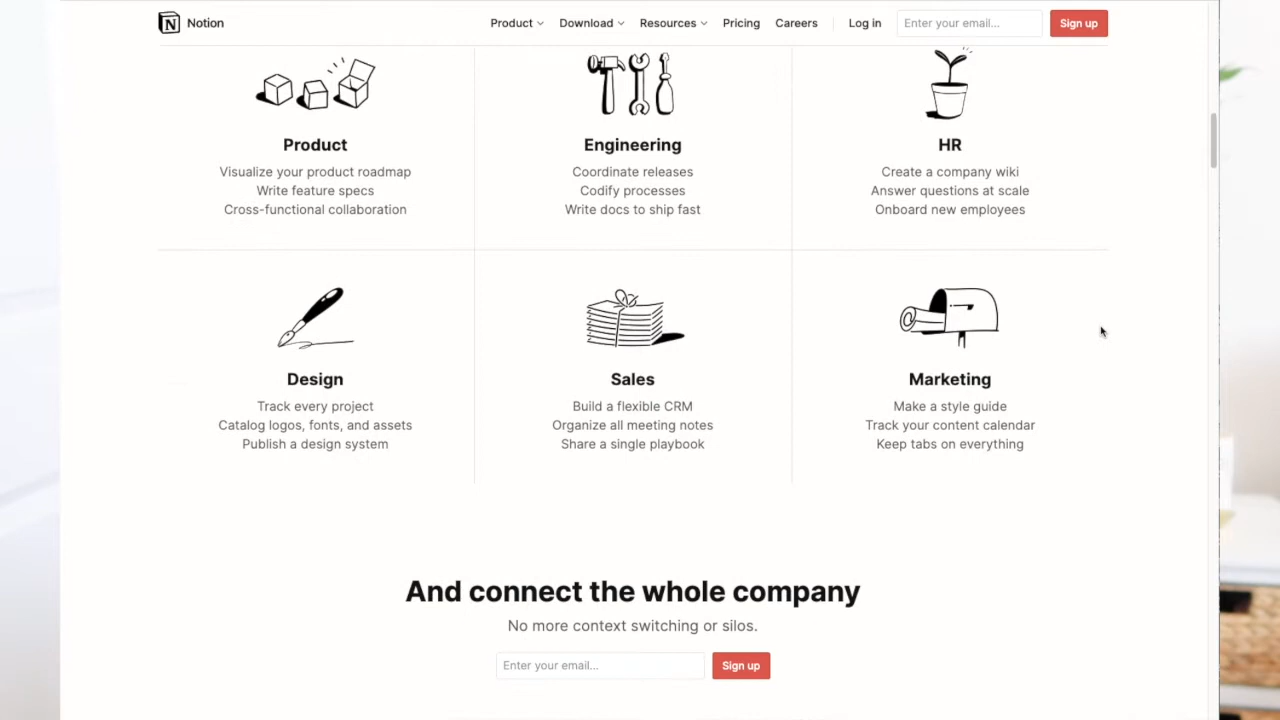 Notion
Product
Download
Resources
Pricing
Careers
Log in
Enter your email...
Sign up
Product
Visualize your product roadmap
Write feature specs
Cross-functional collaboration
Engineering
Coordinate releases
Codify processes
Write docs to ship fast
HR
Create a company wiki
Answer questions at scale
Onboard new employees
Design
Track every project
Catalog logos, fonts, and assets
Publish a design system
Sales
Build a flexible CRM
Organize all meeting notes
Share a single playbook
Marketing
Make a style guide
Track your content calendar
Keep tabs on everything
And connect the whole company
No more context switching or silos.
Enter your email...
Sign up